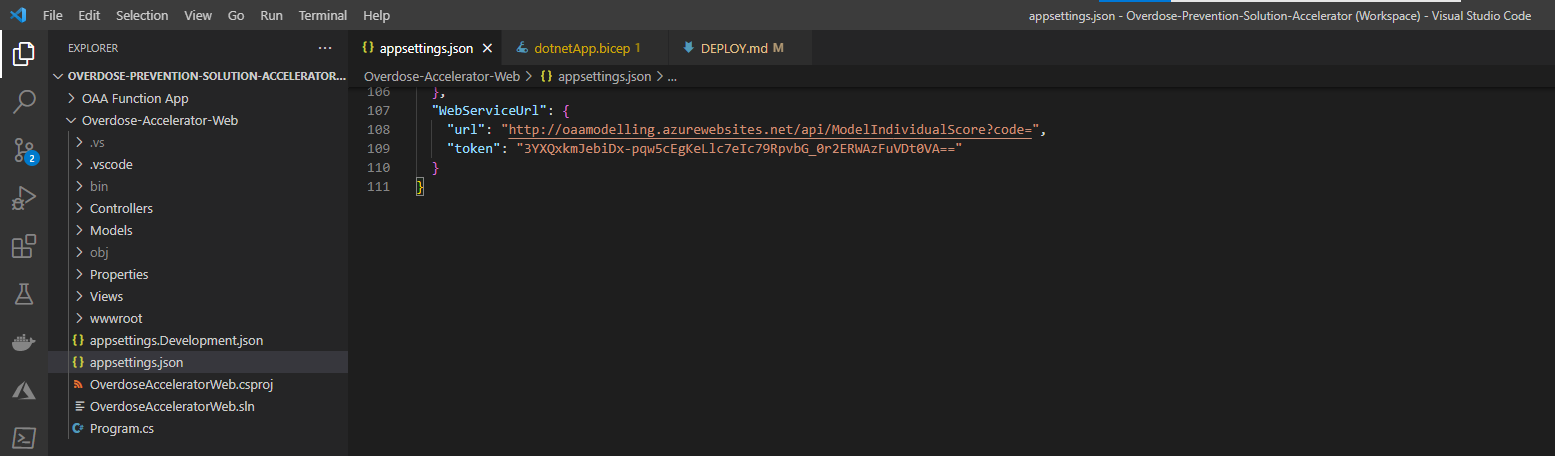 File Edit Selection View Go Run Terminal Help appsettings.json - Overdose-Prevention-Solution-Accelerator (Workspace) - Visual Studio Code
EXPLORER ···
OVERDOSE-PREVENTION-SOLUTION-ACCELERATOR...
OAA Function App
Overdose-Accelerator-Web
.vs
.vscode
bin
Controllers
Models
obj
Properties
Views
wwwroot
{} appsettings.Development.json
{} appsettings.json
OverdoseAcceleratorWeb.csproj
OverdoseAcceleratorWeb.sln
C# Program.cs
2
{} appsettings.json × dotnetApp.bicep 1 DEPLOY.md M
Overdose-Accelerator-Web > {} appsettings.json > ...
106 },
107 "WebServiceUrl": {
108 "url": "http://oaamodelling.azurewebsites.net/api/ModelIndividualScore?code=",
109 "token": "3YXQxkmJebiDx-pqw5cEgKeLlc7eIc79RpvbG_0r2ERWAzFuVDt0VA=="
110 }
111 }